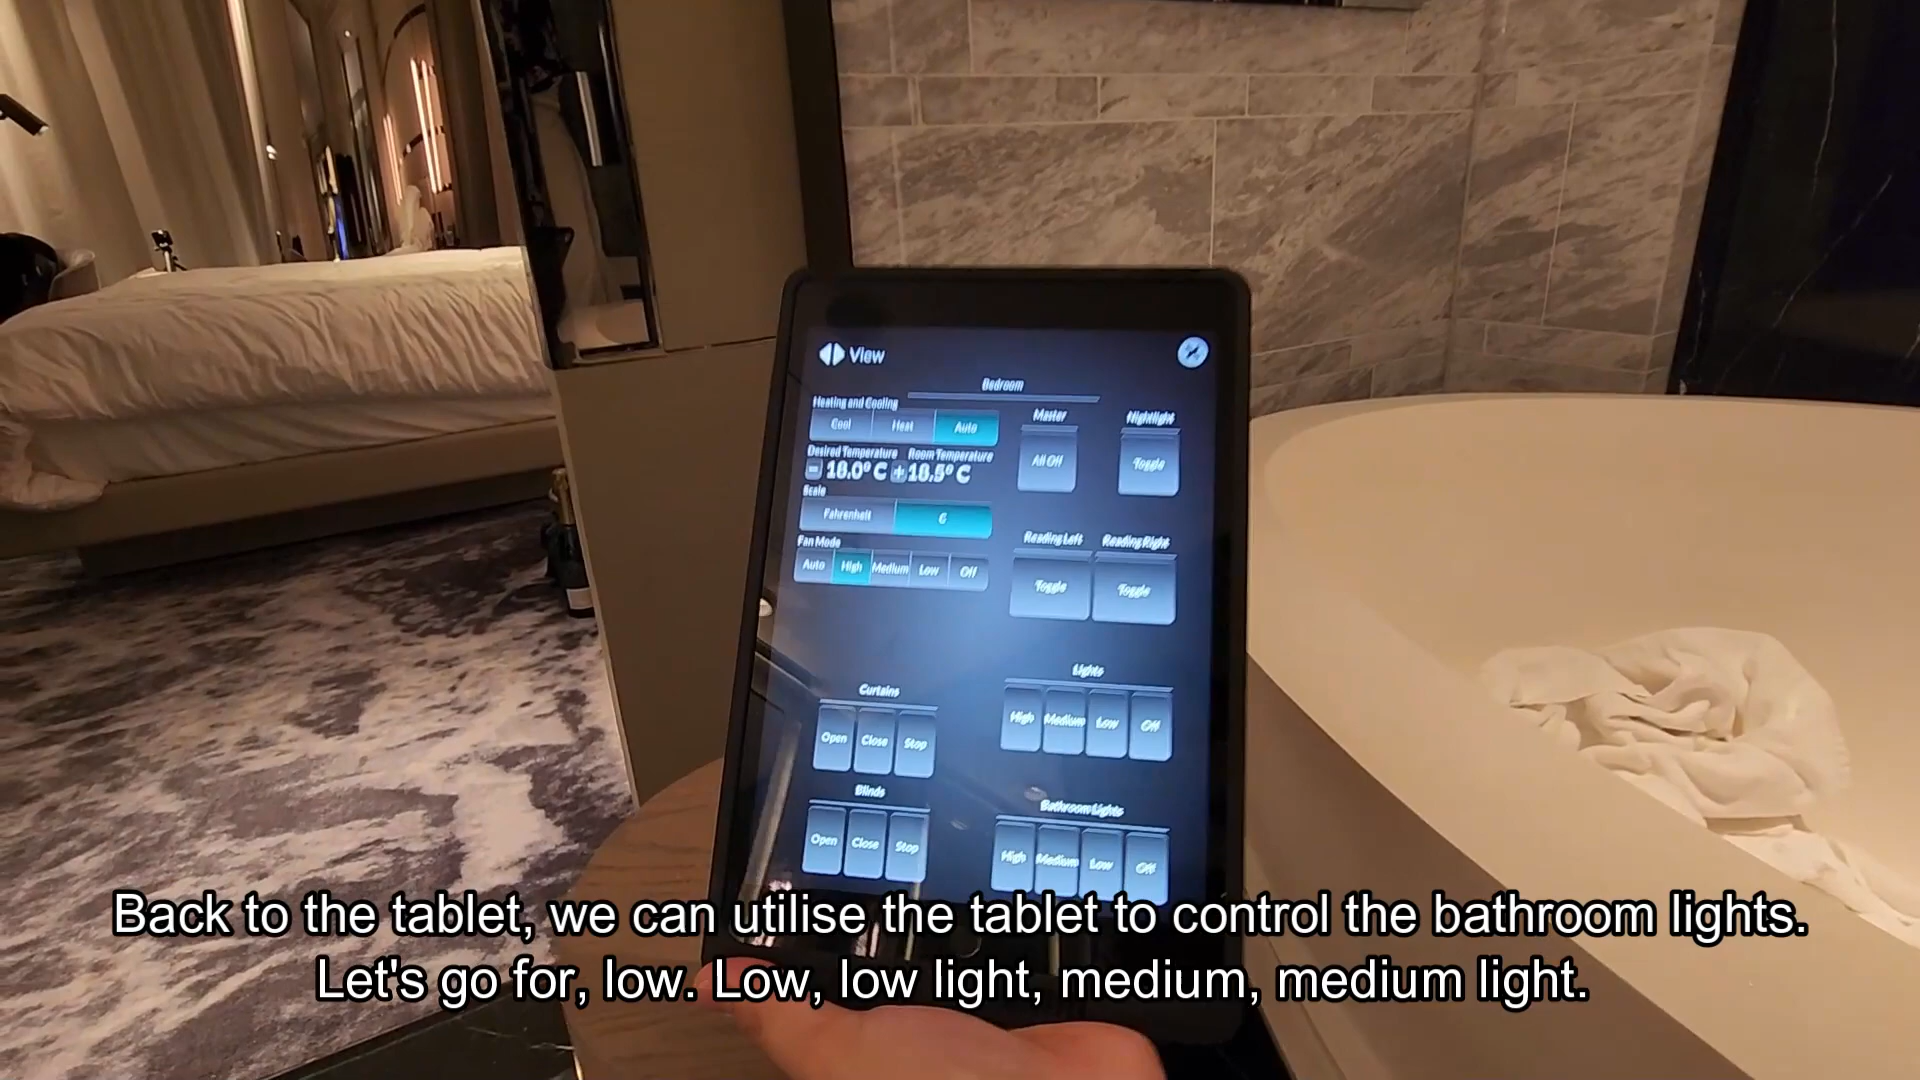 View
Bedroom
Heating and Cooling
Cool Heat Auto
Master
All Off
Nightlight
Toggle
Desired Temperature Room Temperature
- 18.0° C + 18.5° C
Scale
Fahrenheit C
Fan Mode
Auto High Medium Low Off
Reading Left Reading Right
Toggle Toggle
Curtains
Open Close Stop
Lights
High Medium Low Off
Blinds
Open Close Stop
Bathroom Lights
High Medium Low Off
Back to the tablet, we can utilise the tablet to control the bathroom lights.
Let's go for, low. Low, low light, medium, medium light.